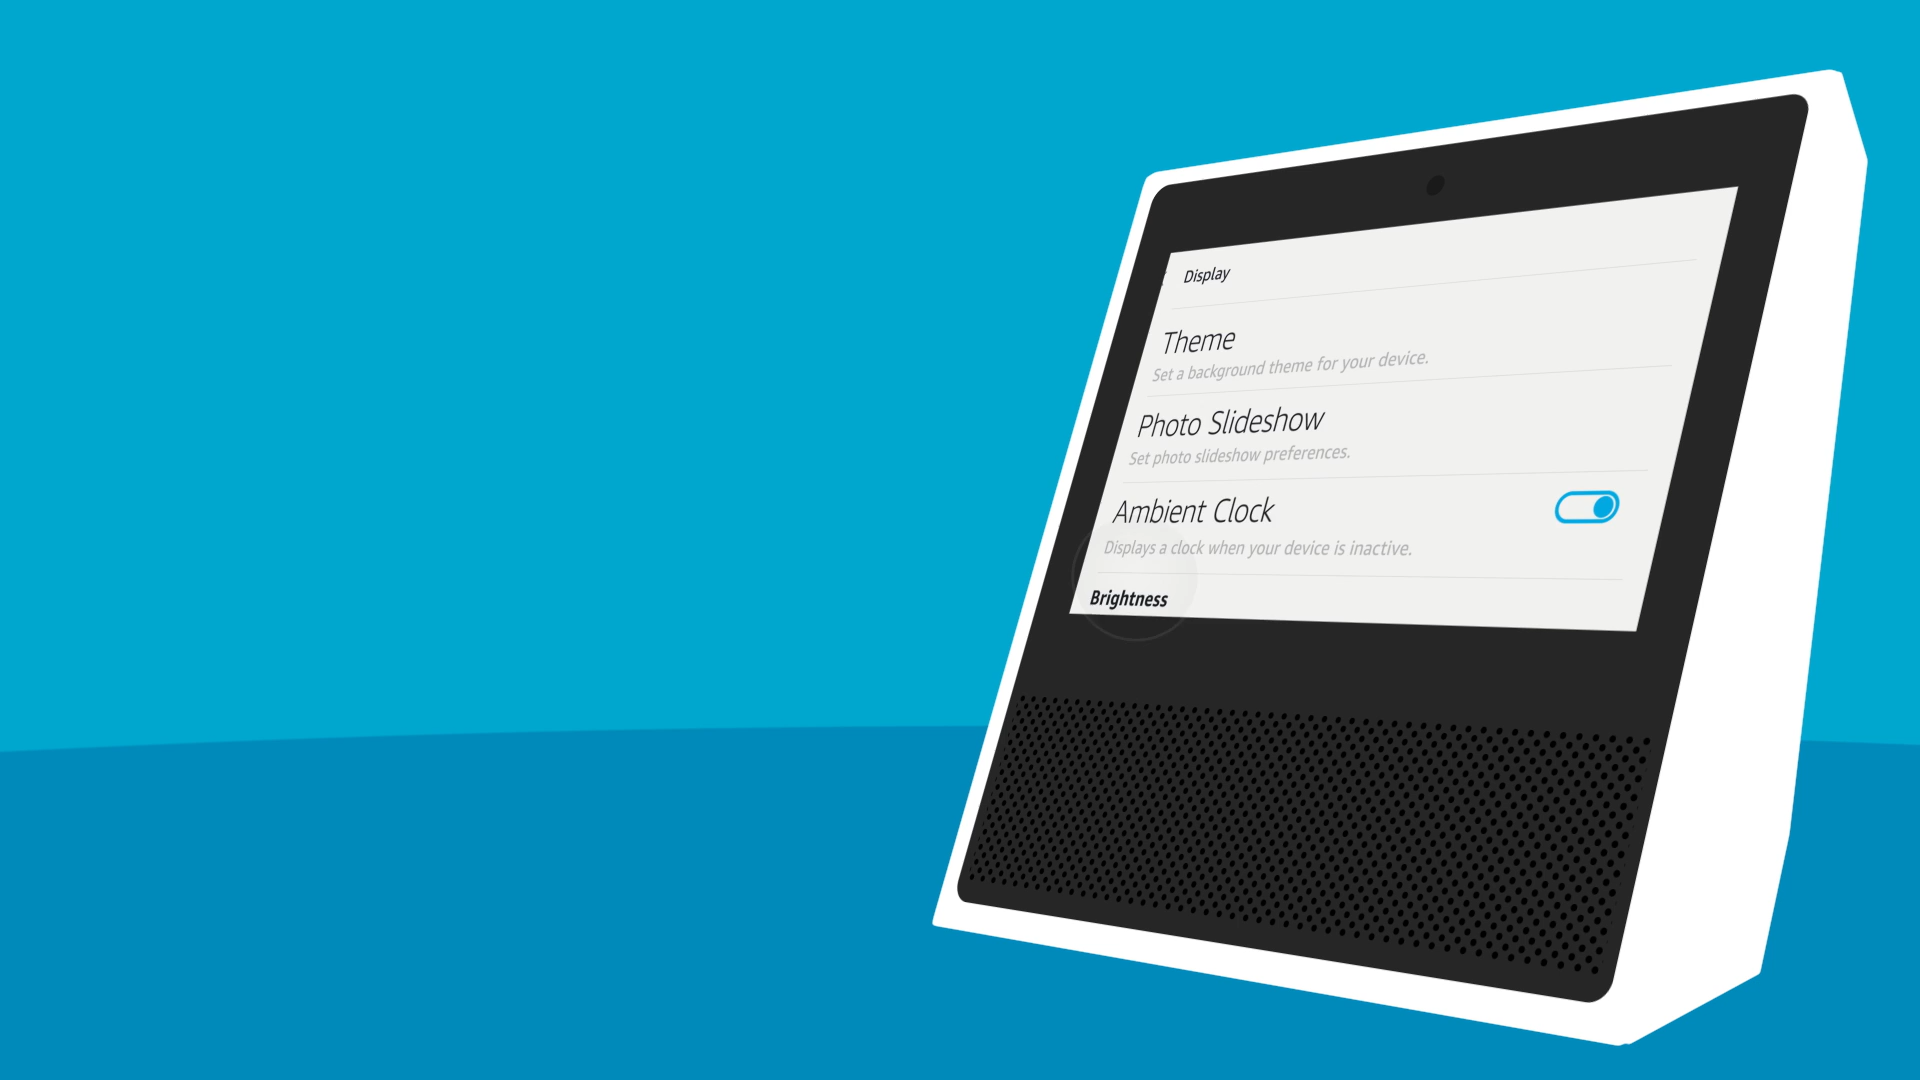 Display
Theme
Set a background theme for your device.
Photo Slideshow
Set photo slideshow preferences.
Ambient Clock
Displays a clock when your device is inactive.
Brightness